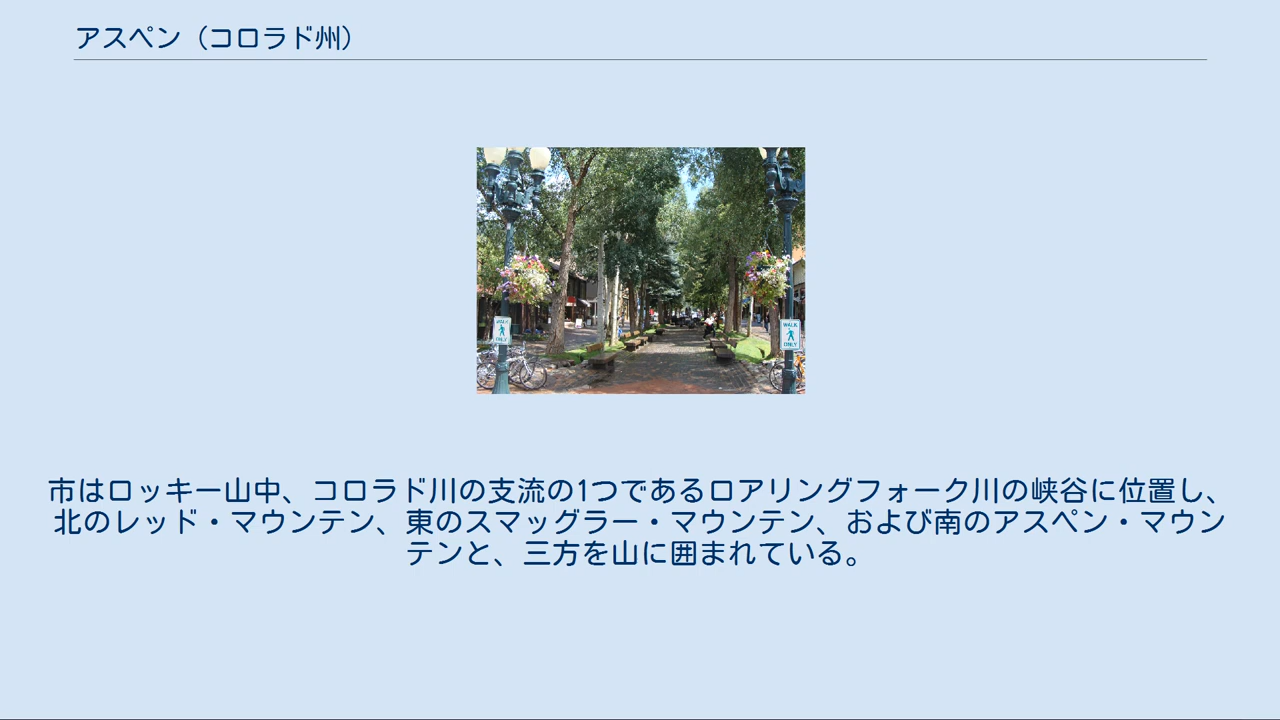 アスペン（コロラド州）
WALK
ONLY
WALK
ONLY
市はロッキー山中、コロラド川の支流の1つであるロアリングフォーク川の峡谷に位置し、
北のレッド・マウンテン、東のスマッグラー・マウンテン、および南のアスペン・マウン
テンと、三方を山に囲まれている。